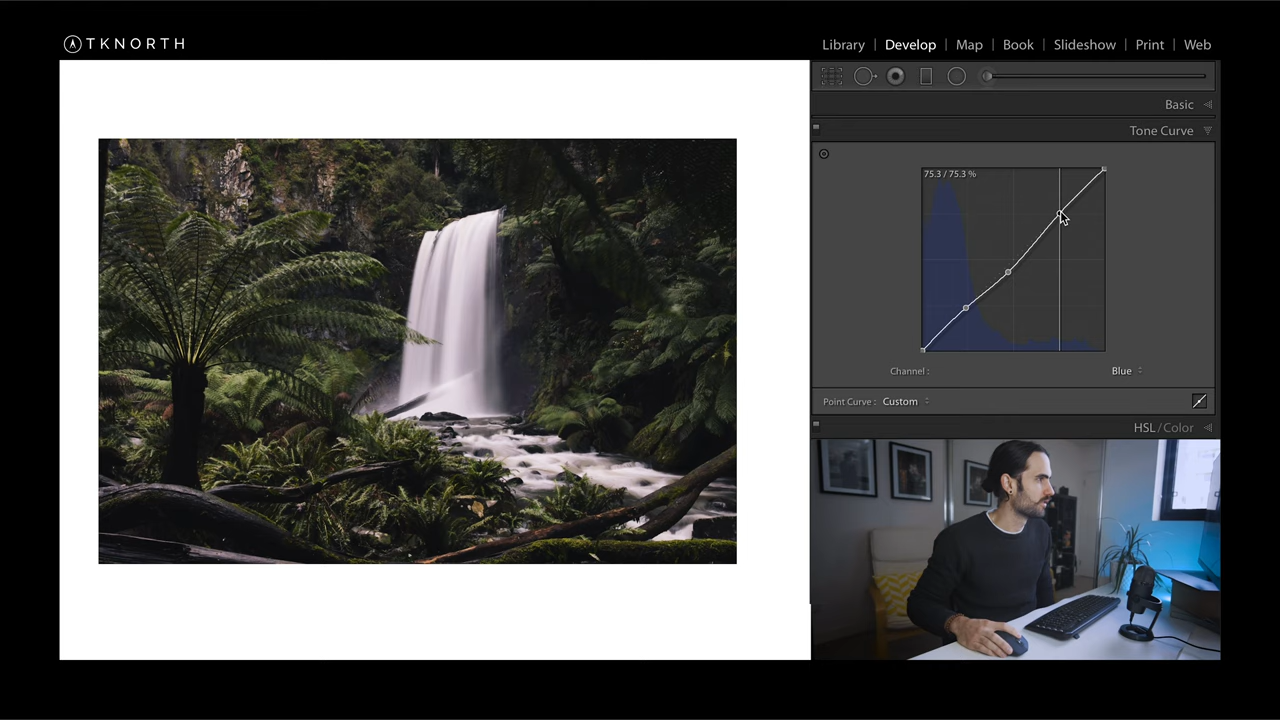 TKNORTH
Library | Develop | Map | Book | Slideshow | Print | Web
Basic
Tone Curve
75.3 / 75.3 %
Channel : Blue
Point Curve : Custom
HSL / Color